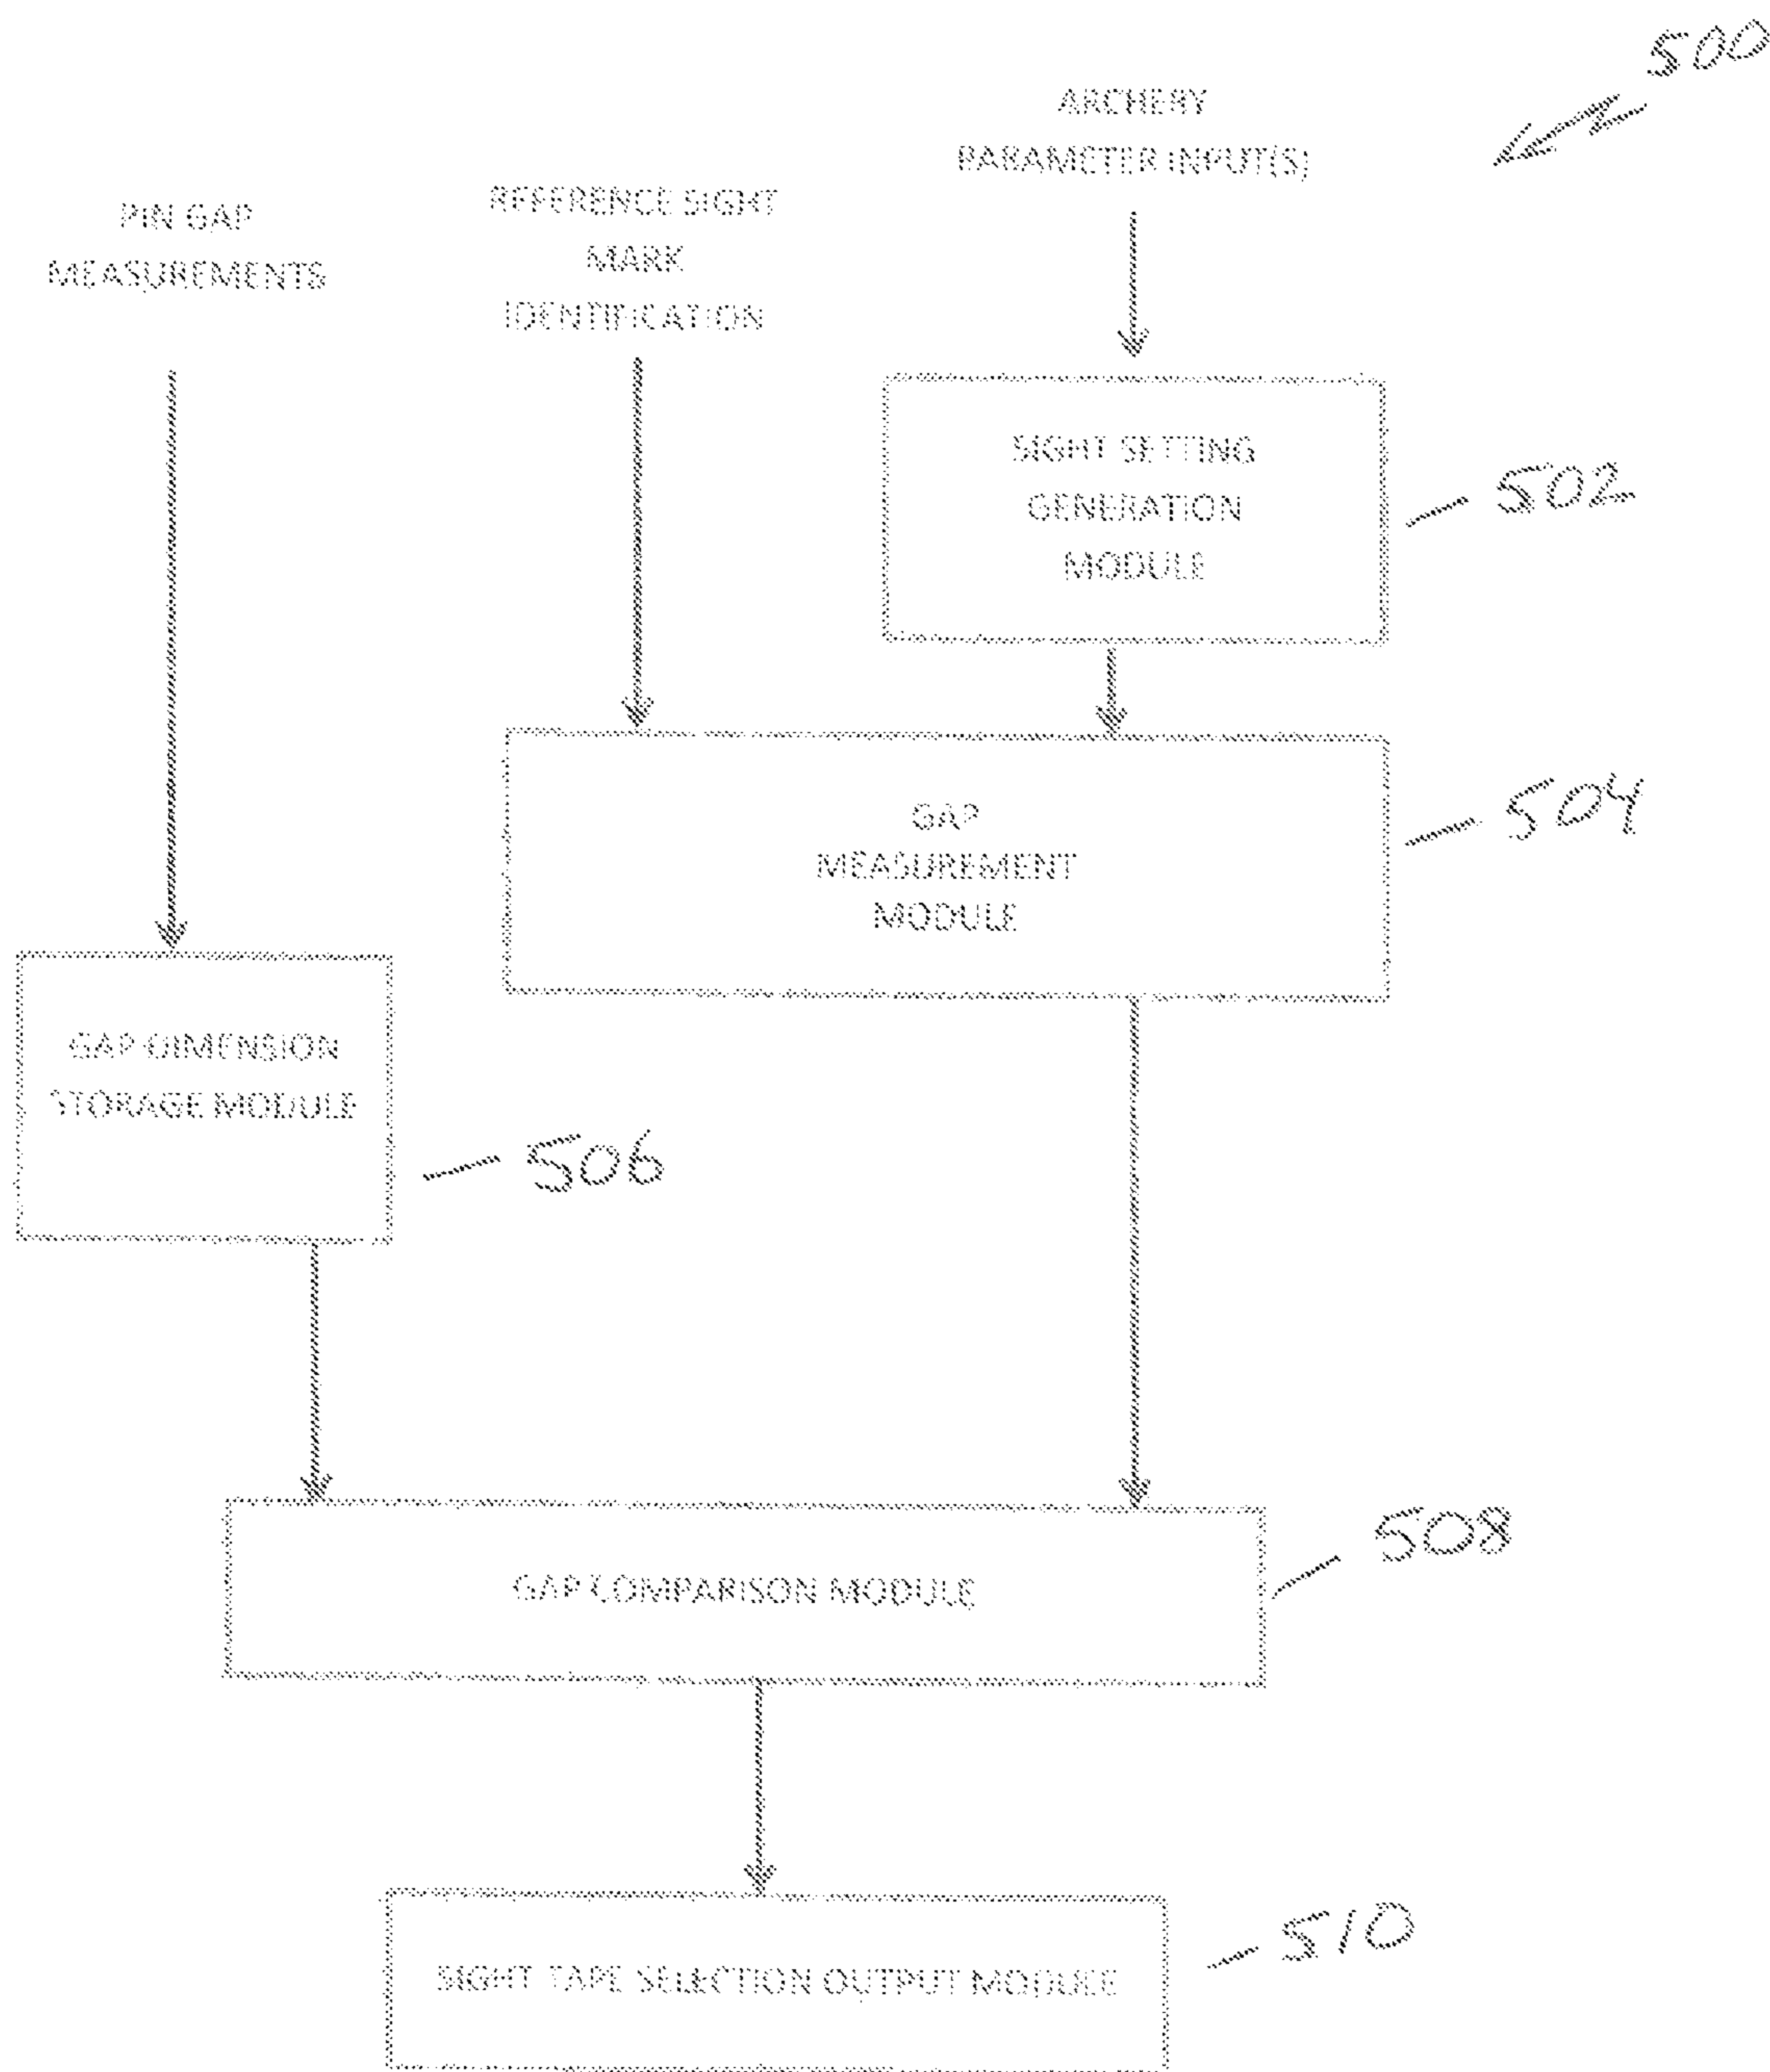 500
ARCHERY
PARAMETER INPUT(S)
PIN GAP
MEASUREMENTS
REFERENCE SIGHT
MARK
IDENTIFICATION
SIGHT SETTING
GENERATION
MODULE
502
GAP
MEASUREMENT
MODULE
504
GAP DIMENSION
STORAGE MODULE
506
GAP COMPARISON MODULE
508
SIGHT TAPE SELECTION OUTPUT MODULE
510